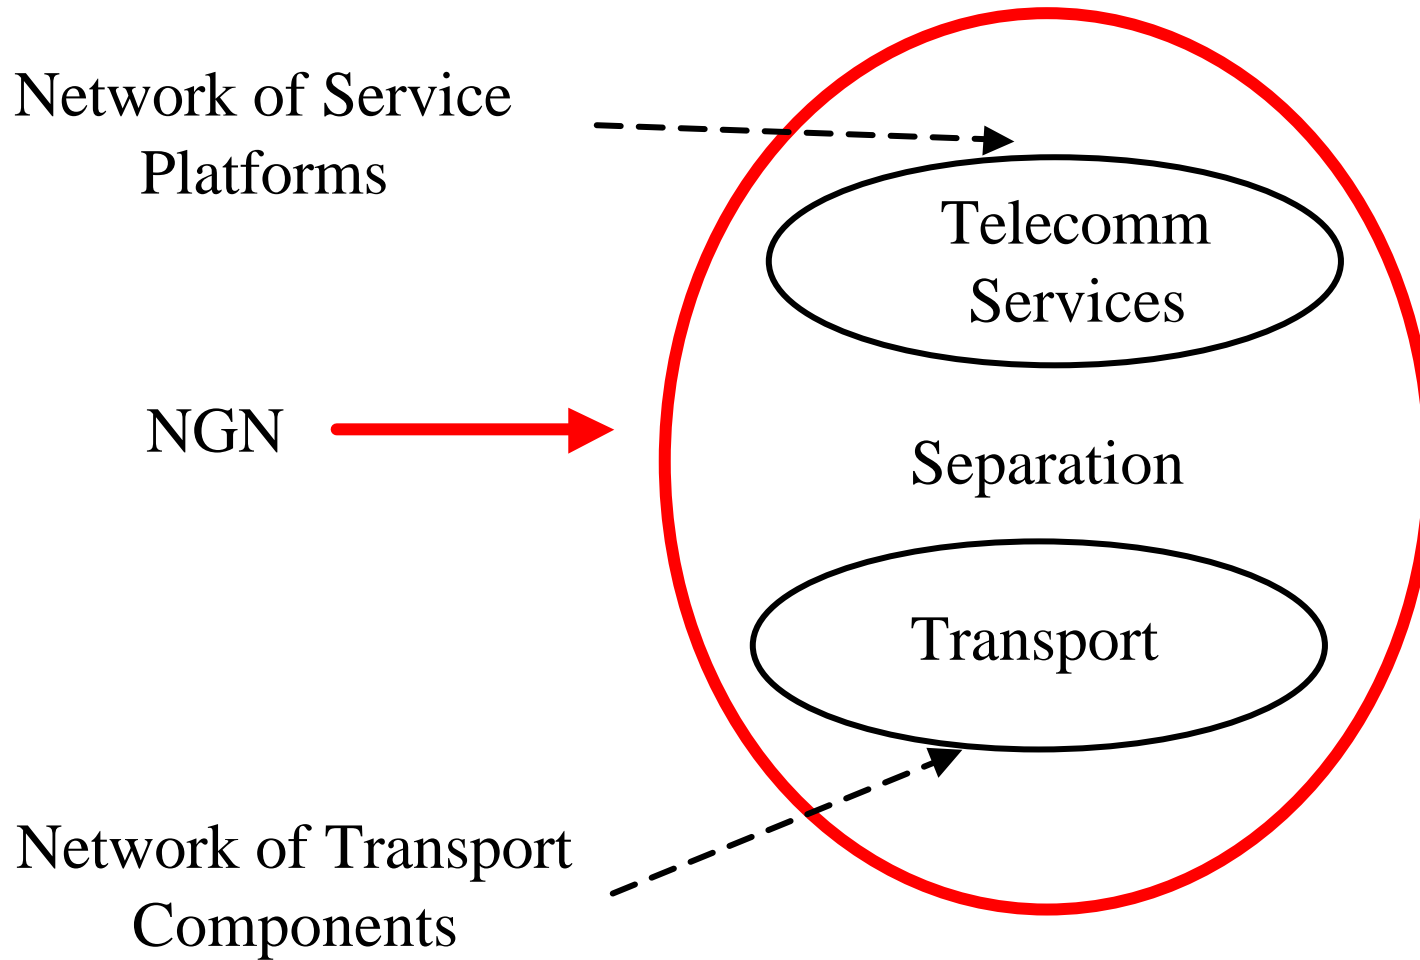 Network of Service
Platforms
Telecomm
Services
NGN
Separation
Transport
Network of Transport
Components